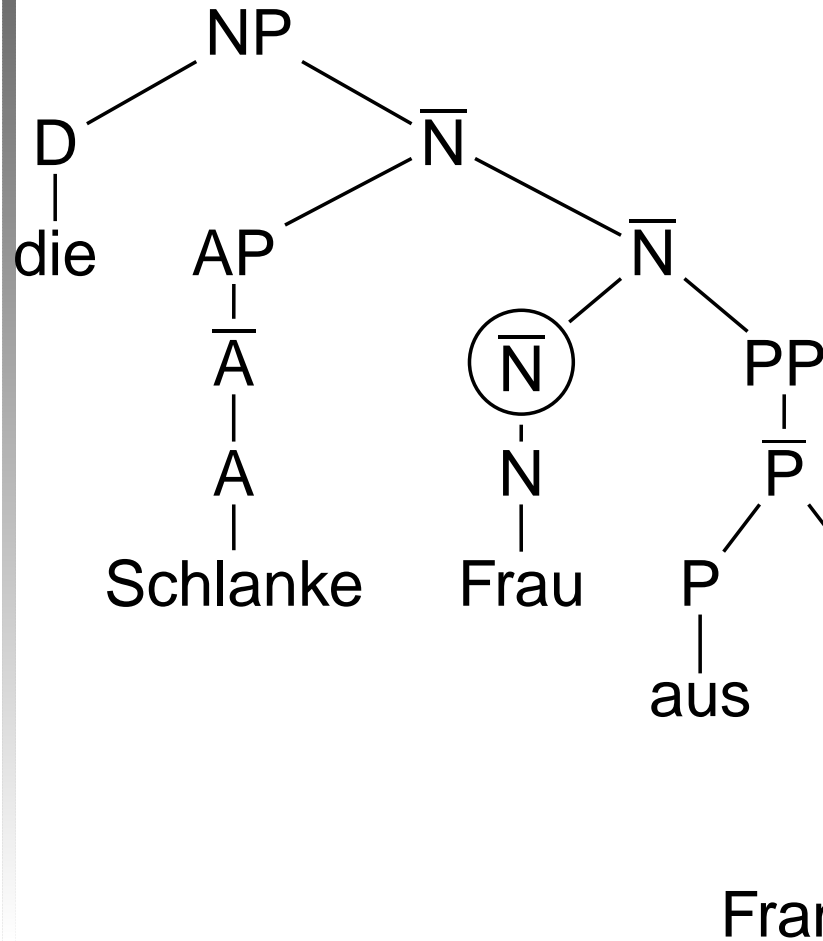 NP
D N̅
die AP N̅
A̅ N̅ PP
A N P̅
Schlanke Frau P
aus